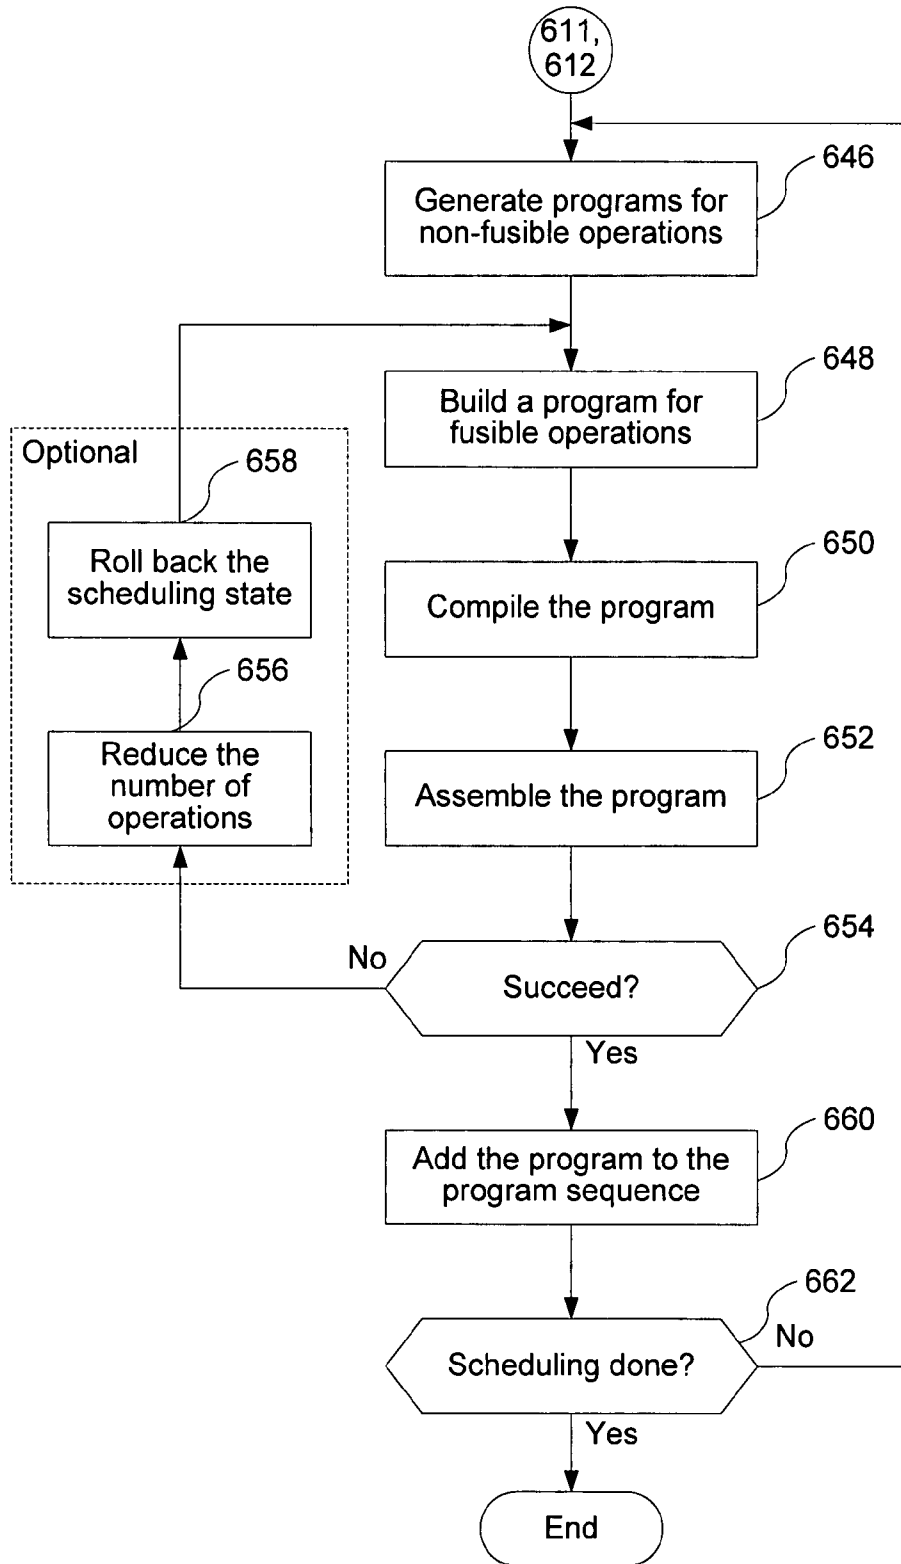 611,
612
646
Generate programs for
non-fusible operations
648
Build a program for
fusible operations
Optional
658
Roll back the
scheduling state
650
Compile the program
656
Reduce the
number of
operations
652
Assemble the program
654
No
Succeed?
Yes
660
Add the program to the
program sequence
662
Scheduling done?
No
Yes
End